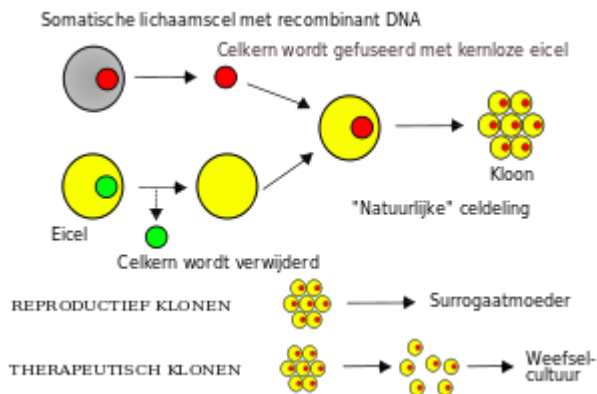 Somatische lichaamscel met recombinant DNA
Celkern wordt gefuseerd met kernloze eicel
Kloon
"Natuurlijke" celdeling
Eicel
Celkern wordt verwijderd
REPRODUCTIEF KLONEN
Surrogaatmoeder
THERAPEUTISCH KLONEN
Weefsel-
cultuur